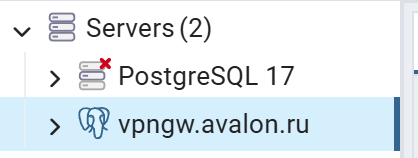 Servers (2)
PostgreSQL 17
vpngw.avalon.ru